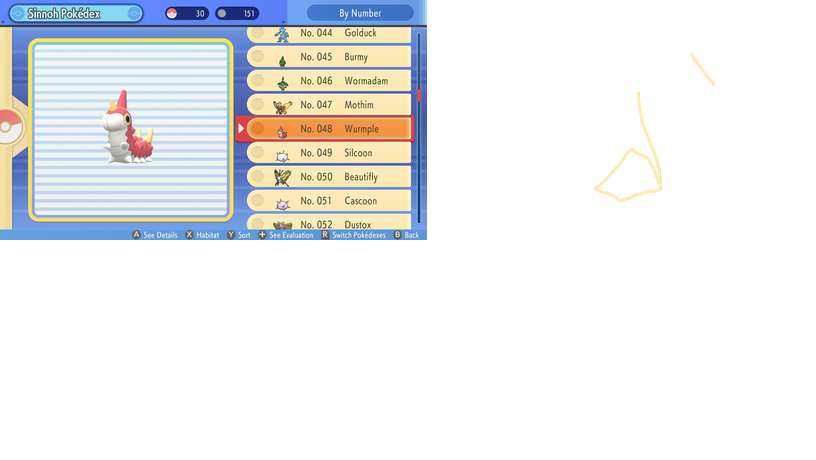 Sinnoh Pokédex 30 151 By Number
No. 044 Golduck
No. 045 Burmy
No. 046 Wormadam
No. 047 Mothim
No. 048 Wurmple
No. 049 Silcoon
No. 050 Beautifly
No. 051 Cascoon
No. 052 Dustox
A See Details X Habitat Y Sort + See Evaluation R Switch Pokédexes B Back